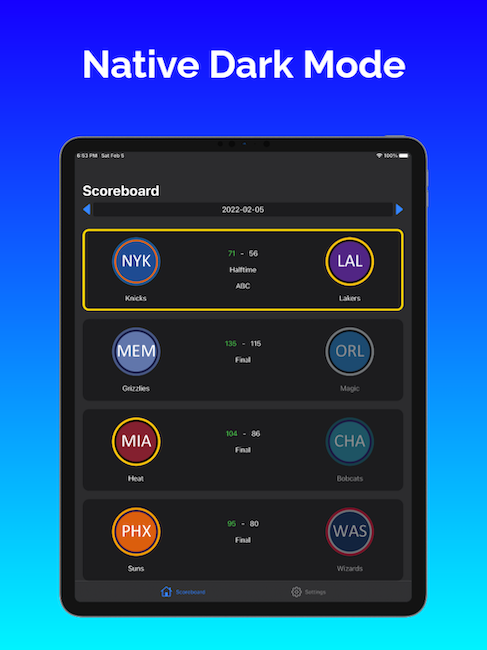 Native Dark Mode
6:53 PM Sat Feb 5
100%
Scoreboard
2022-02-05
NYK
71 - 56
LAL
Halftime
ABC
Knicks
Lakers
MEM
135 - 115
ORL
Final
Grizzlies
Magic
MIA
104 - 86
CHA
Final
Heat
Bobcats
PHX
95 - 80
WAS
Final
Suns
Wizards
Scoreboard
Settings